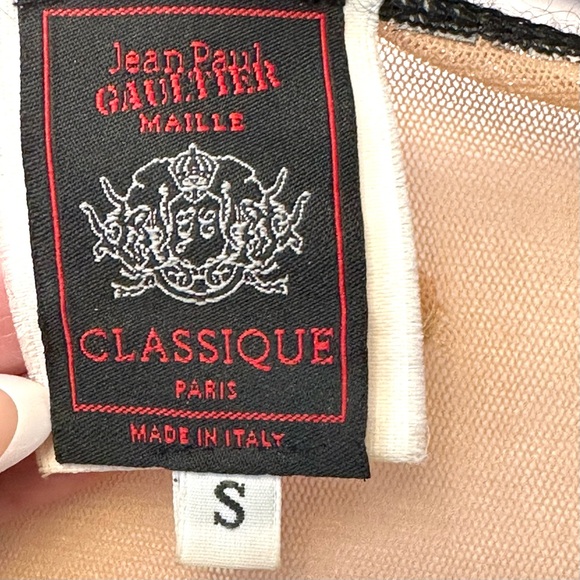 Jean Paul
GAULTIER
MAILLE
CLASSIQUE
PARIS
MADE IN ITALY
S